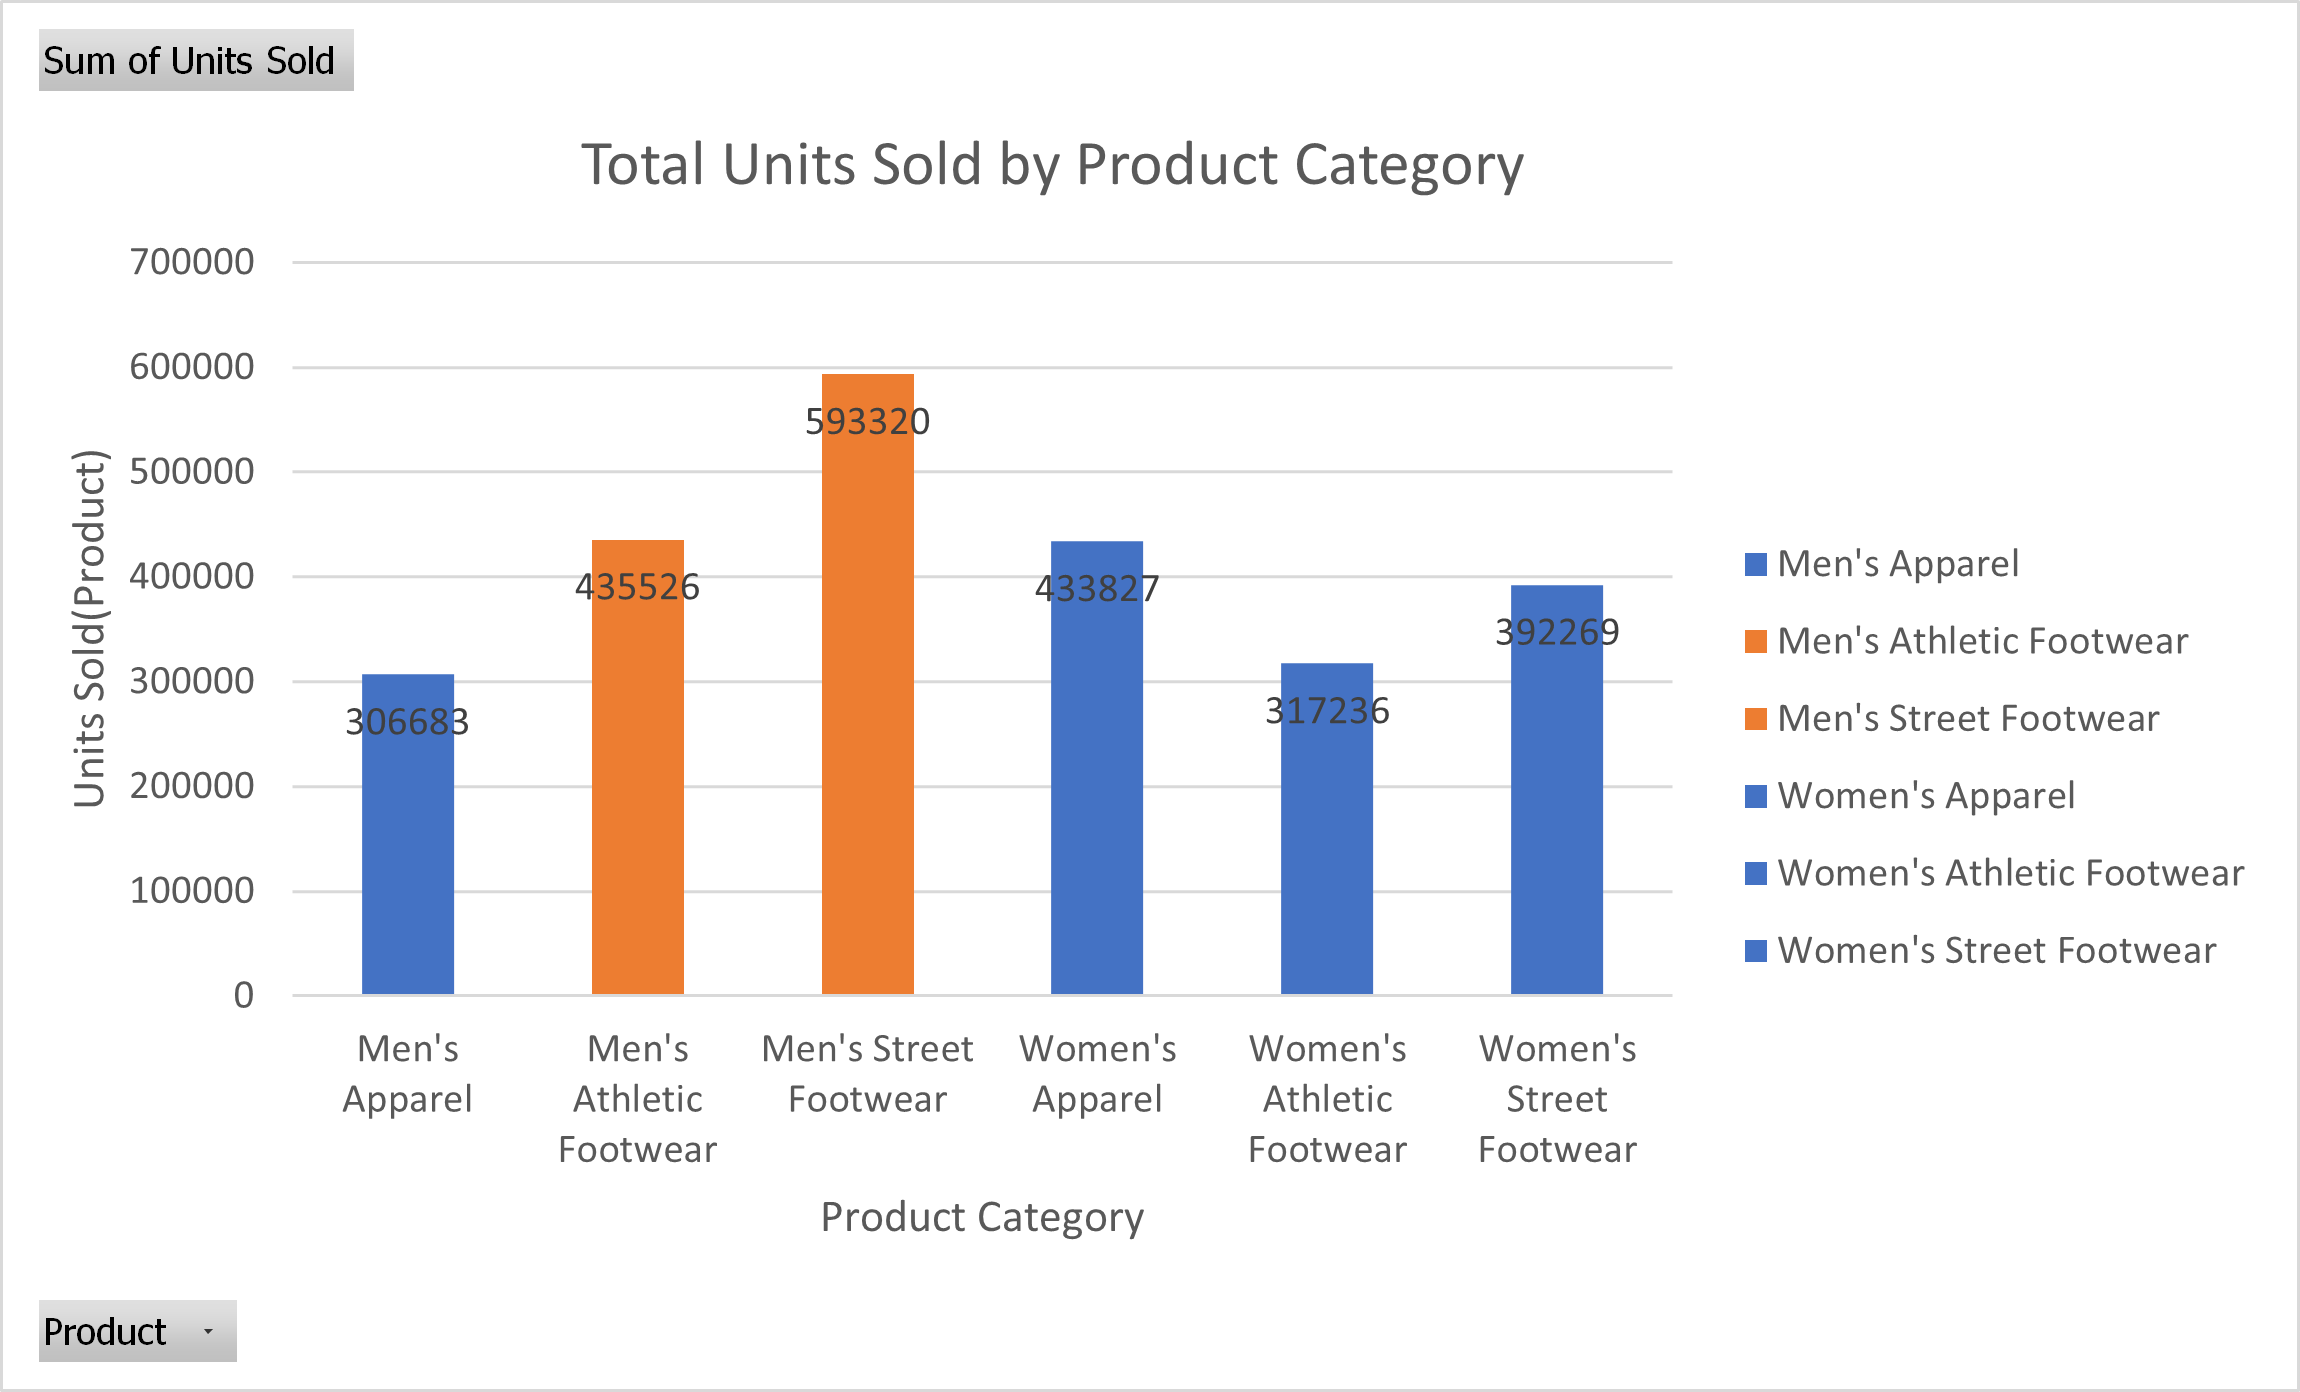 Sum of Units Sold
Total Units Sold by Product Category
Units Sold(Product)
700000
600000
500000
400000
300000
200000
100000
0
306683
435526
593320
433827
317236
392269
Men's
Apparel
Men's
Athletic
Footwear
Men's Street
Footwear
Women's
Apparel
Women's
Athletic
Footwear
Women's
Street
Footwear
Product Category
Men's Apparel
Men's Athletic Footwear
Men's Street Footwear
Women's Apparel
Women's Athletic Footwear
Women's Street Footwear
Product